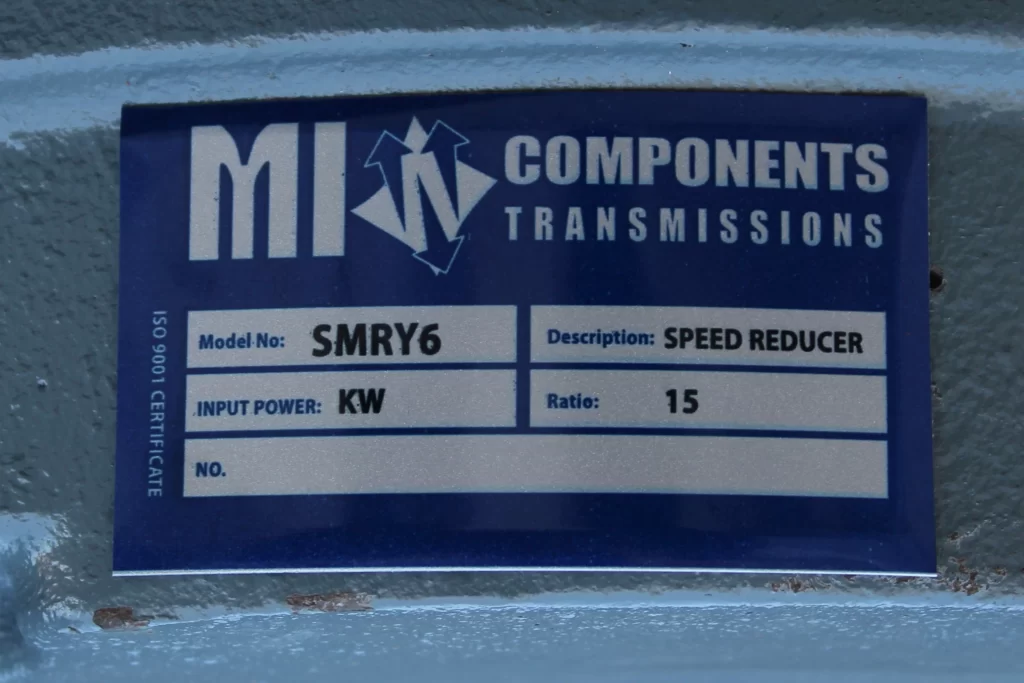 MI COMPONENTS
TRANSMISSIONS
Model No: SMRY6
Description: SPEED REDUCER
INPUT POWER: KW
Ratio: 15
NO.
ISO 9001 CERTIFICATE